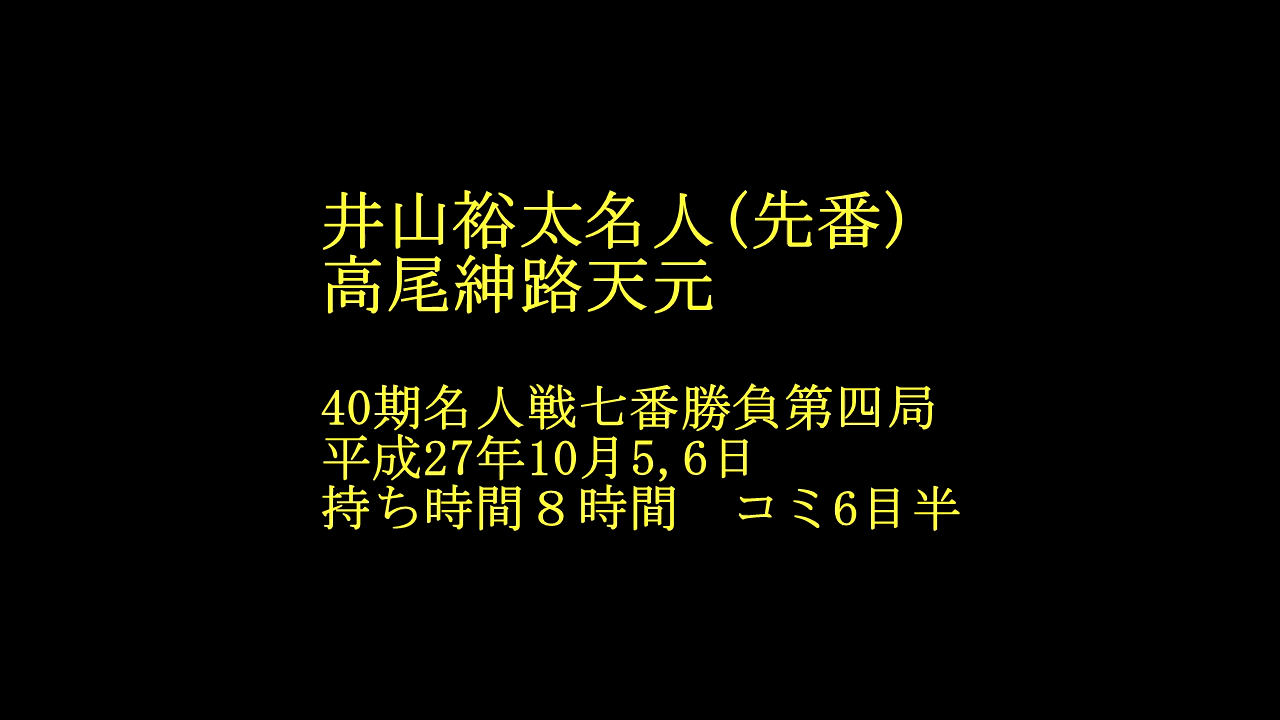 井山裕太名人(先番)
高尾紳路天元
40期名人戦七番勝負第四局
平成27年10月5,6日
持ち時間８時間　コミ6目半